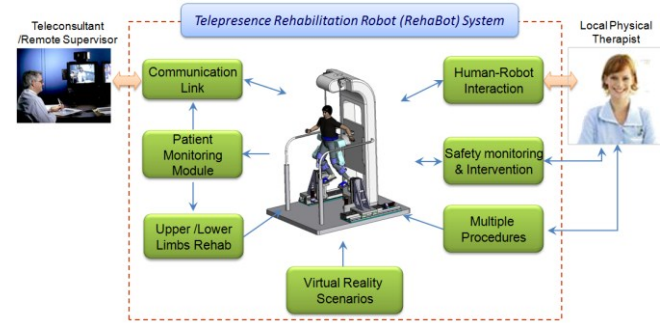 Teleconsultant
/Remote Supervisor
Telepresence Rehabilitation Robot (RehaBot) System
Local Physical
Therapist
Communication
Link
Human-Robot
Interaction
Patient
Monitoring
Module
Safety monitoring
& Intervention
Upper /Lower
Limbs Rehab
Multiple
Procedures
Virtual Reality
Scenarios